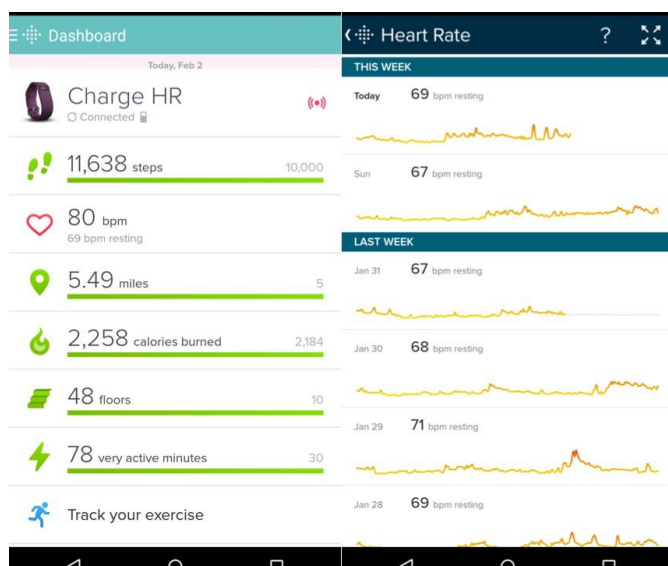 Dashboard
Today, Feb 2
Charge HR
Connected
11,638 steps 10,000
80 bpm
69 bpm resting
5.49 miles 5
2,258 calories burned 2,184
48 floors 10
78 very active minutes 30
Track your exercise
Heart Rate ?
THIS WEEK
Today 69 bpm resting
Sun 67 bpm resting
LAST WEEK
Jan 31 67 bpm resting
Jan 30 68 bpm resting
Jan 29 71 bpm resting
Jan 28 69 bpm resting